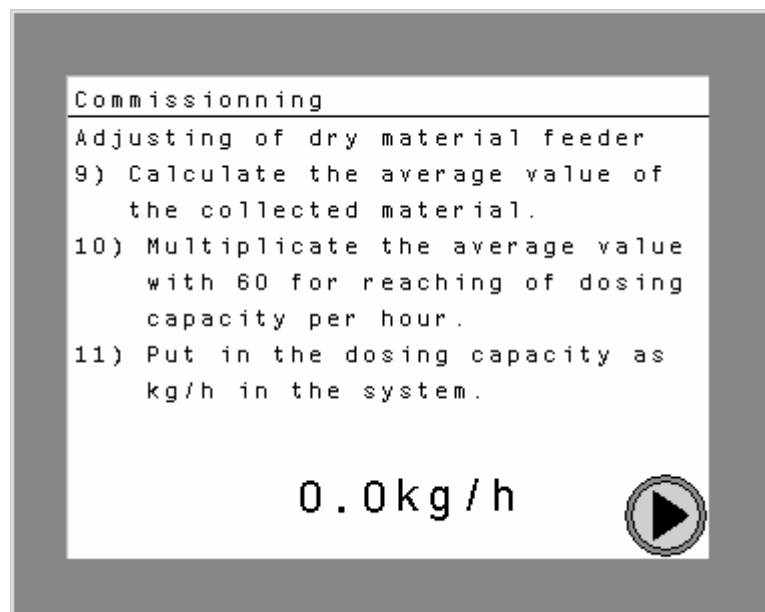 Commissionning
Adjusting of dry material feeder
9) Calculate the average value of
the collected material.
10) Multiplicate the average value
with 60 for reaching of dosing
capacity per hour.
11) Put in the dosing capacity as
kg/h in the system.
0.0kg/h